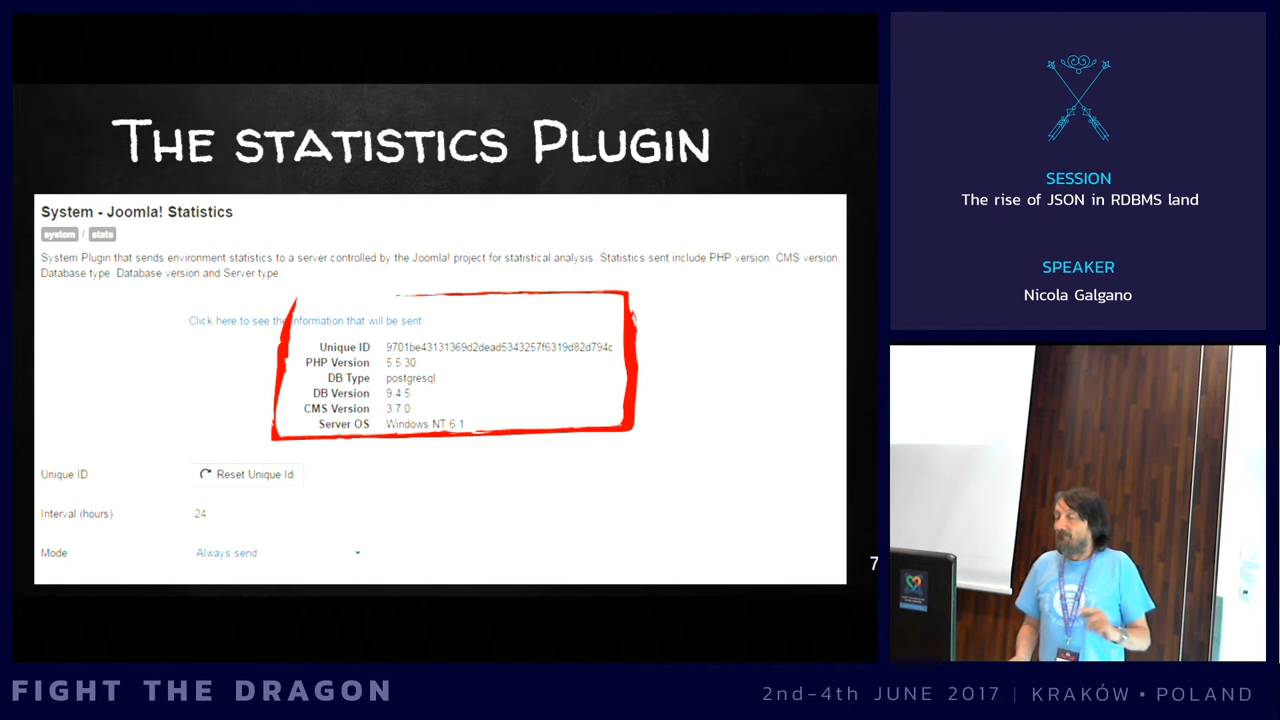 THE STATISTICS PLUGIN
System - Joomla! Statistics
system / stats
System Plugin that sends environment statistics to a server controlled by the Joomla! project for statistical analysis. Statistics sent include PHP version, CMS version,
Database type, Database version and Server type.
Click here to see the information that will be sent.
Unique ID 9701be43131369d2dead5343257f6319d82d794c
PHP Version 5.5.30
DB Type postgresql
DB Version 9.4.5
CMS Version 3.7.0
Server OS Windows NT 6.1
Unique ID Reset Unique Id
Interval (hours) 24
Mode Always send
7
SESSION
The rise of JSON in RDBMS land
SPEAKER
Nicola Galgano
FIGHT THE DRAGON
2nd-4th JUNE 2017 | KRAKÓW • POLAND